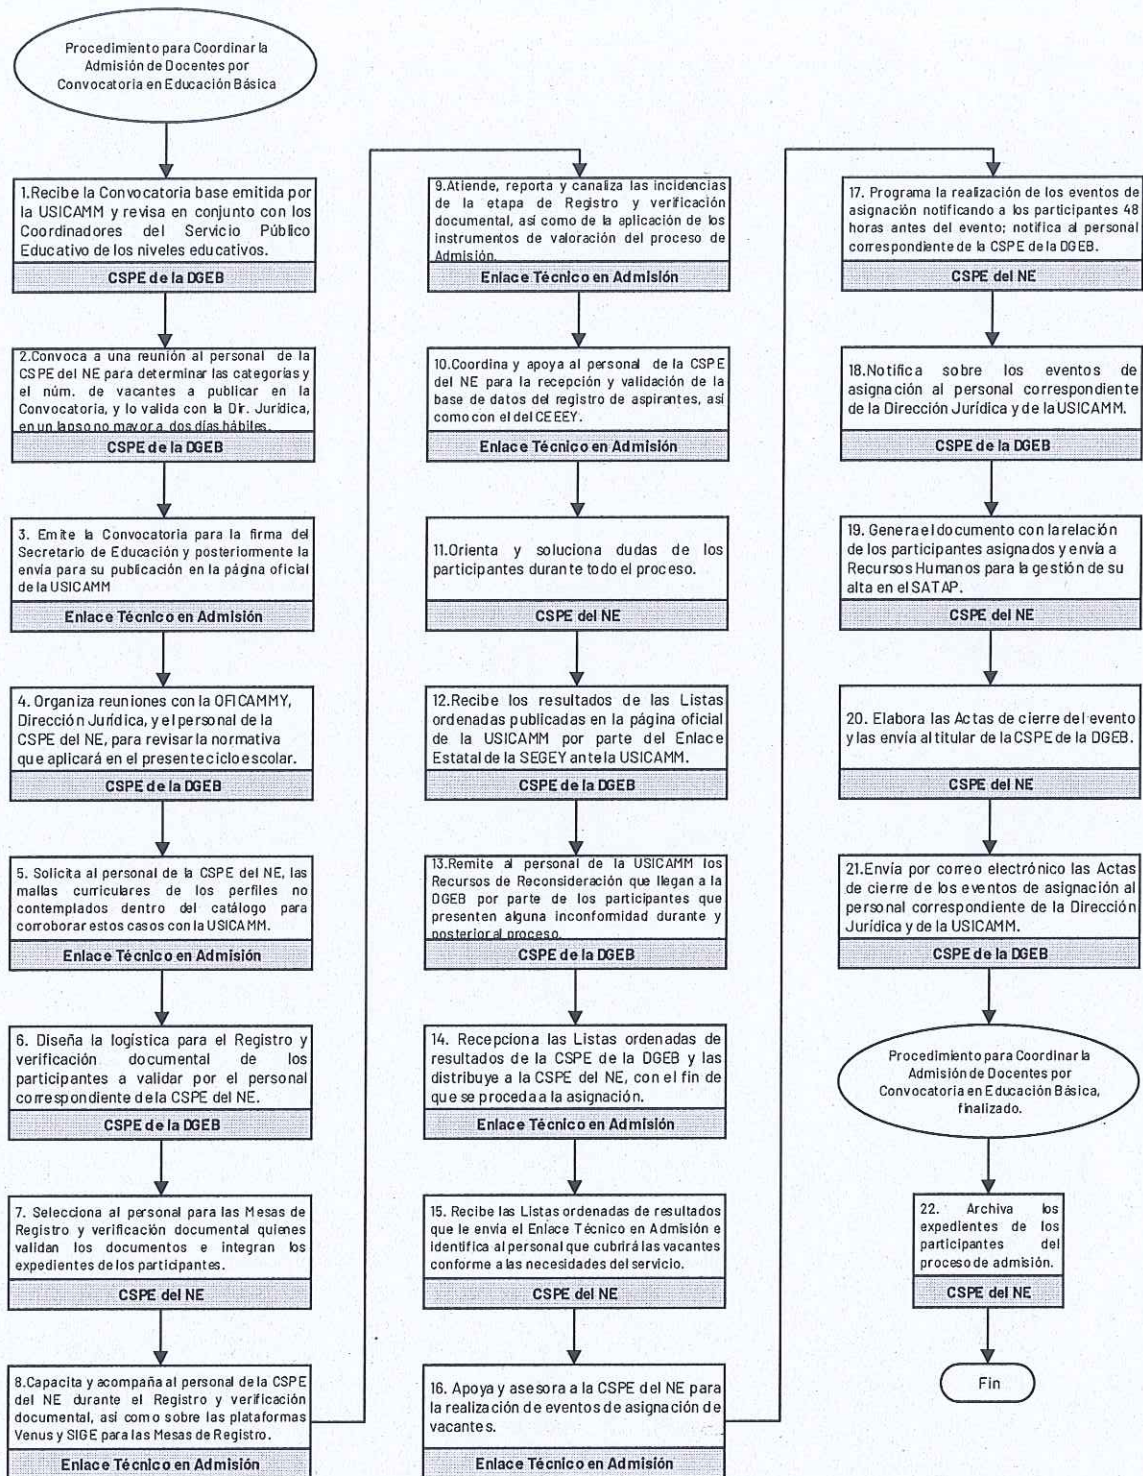 Procedimiento para Coordinar la
Admisión de Docentes por
Convocatoria en Educación Básica
1.Recibe la Convocatoria base emitida por
la USICAMM y revisa en conjunto con los
Coordinadores del Servicio Público
Educativo de los niveles educativos.
CSPE de la DGEB
2.Convoca a una reunión al personal de la
CSPE del NE para determinar las categorías y
el núm. de vacantes a publicar en la
Convocatoria, y lo valida con la Dir. Jurídica,
en un lapso no mayor a dos días hábiles.
CSPE de la DGEB
3. Emite la Convocatoria para la firma del
Secretario de Educación y posteriormente la
envía para su publicación en la página oficial
de la USICAMM
Enlace Técnico en Admisión
4. Organiza reuniones con la OFICAMMY,
Dirección Jurídica, y el personal de la
CSPE del NE, para revisar la normativa
que aplicará en el presente ciclo escolar.
CSPE de la DGEB
5. Solicita al personal de la CSPE del NE, las
mallas curriculares de los perfiles no
contemplados dentro del catálogo para
corroborar estos casos con la USICAMM.
Enlace Técnico en Admisión
6. Diseña la logística para el Registro y
verificación documental de los
participantes a validar por el personal
correspondiente de la CSPE del NE.
CSPE de la DGEB
7. Selecciona al personal para las Mesas de
Registro y verificación documental quienes
validan los documentos e integran los
expedientes de los participantes.
CSPE del NE
8.Capacita y acompaña al personal de la CSPE
del NE durante el Registro y verificación
documental, así como sobre las plataformas
Venus y SIGE para las Mesas de Registro.
Enlace Técnico en Admisión
9.Atiende, reporta y canaliza las incidencias
de la etapa de Registro y verificación
documental, así como de la aplicación de los
instrumentos de valoración del proceso de
Admisión.
Enlace Técnico en Admisión
10.Coordina y apoya al personal de la CSPE
del NE para la recepción y validación de la
base de datos del registro de aspirantes, así
como con el del CEEEY.
Enlace Técnico en Admisión
11.Orienta y soluciona dudas de los
participantes durante todo el proceso.
CSPE del NE
12.Recibe los resultados de las Listas
ordenadas publicadas en la página oficial
de la USICAMM por parte del Enlace
Estatal de la SEGEY ante la USICAMM.
CSPE de la DGEB
13.Remite al personal de la USICAMM los
Recursos de Reconsideración que llegan a la
DGEB por parte de los participantes que
presenten alguna inconformidad durante y
posterior al proceso.
CSPE de la DGEB
14. Recepciona las Listas ordenadas de
resultados de la CSPE de la DGEB y las
distribuye a la CSPE del NE, con el fin de
que se proceda a la asignación.
Enlace Técnico en Admisión
15. Recibe las Listas ordenadas de resultados
que le envía el Enlace Técnico en Admisión e
identifica al personal que cubrirá las vacantes
conforme a las necesidades del servicio.
CSPE del NE
16. Apoya y asesora a la CSPE del NE para
la realización de eventos de asignación de
vacantes.
Enlace Técnico en Admisión
17. Programa la realización de los eventos de
asignación notificando a los participantes 48
horas antes del evento; notifica al personal
correspondiente de la CSPE de la DGEB.
CSPE del NE
18.Notifica sobre los eventos de
asignación al personal correspondiente
de la Dirección Jurídica y de la USICAMM.
CSPE de la DGEB
19. Genera el documento con la relación
de los participantes asignados y envía a
Recursos Humanos para la gestión de su
alta en el SATAP.
CSPE del NE
20. Elabora las Actas de cierre del evento
y las envía al titular de la CSPE de la DGEB.
CSPE del NE
21.Envía por correo electrónico las Actas
de cierre de los eventos de asignación al
personal correspondiente de la Dirección
Jurídica y de la USICAMM.
CSPE de la DGEB
Procedimiento para Coordinar la
Admisión de Docentes por
Convocatoria en Educación Básica,
finalizado.
22. Archiva los
expedientes de los
participantes del
proceso de admisión.
CSPE del NE
Fin